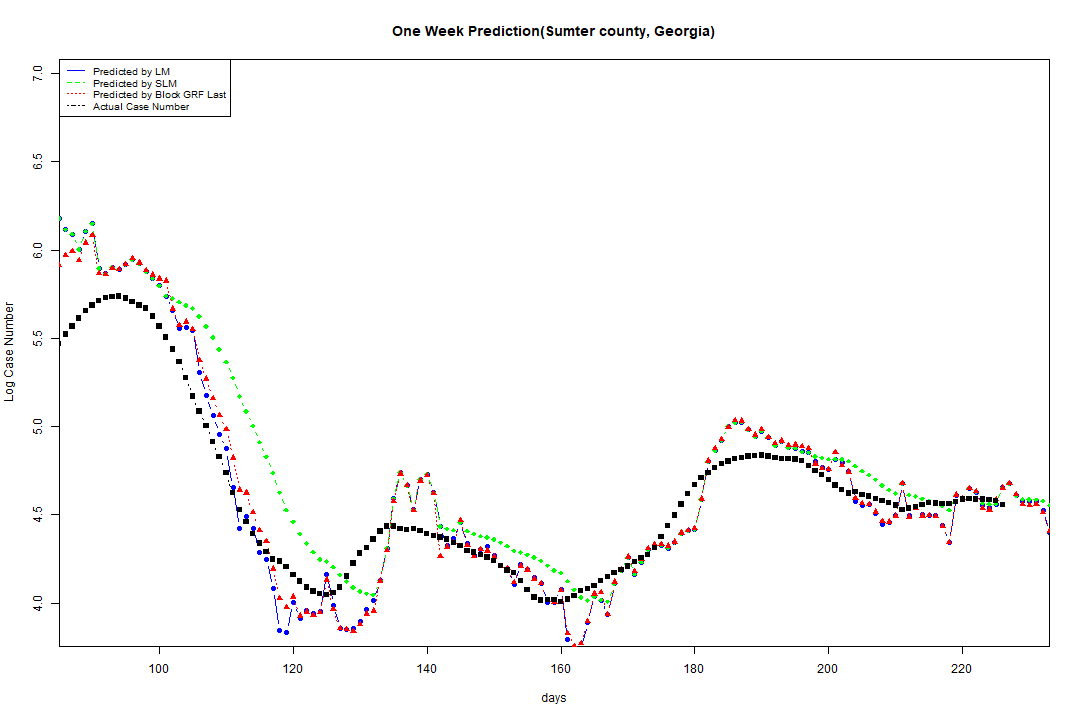 One Week Prediction(Sumter county, Georgia)
Predicted by LM
Predicted by SLM
Predicted by Block GRF Last
Actual Case Number
7.0
6.5
6.0
5.5
5.0
4.5
4.0
Log Case Number
100 120 140 160 180 200 220
days